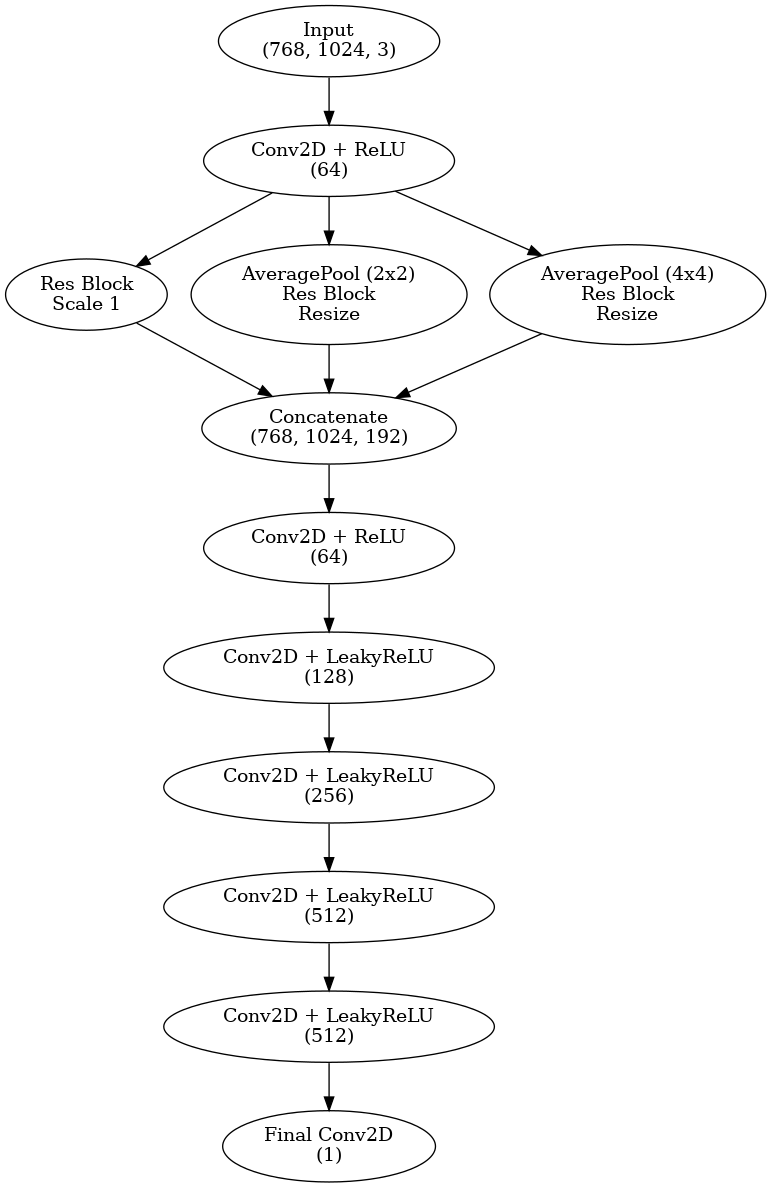 Input
(768, 1024, 3)
Conv2D + ReLU
(64)
Res Block
Scale 1
AveragePool (2x2)
Res Block
Resize
AveragePool (4x4)
Res Block
Resize
Concatenate
(768, 1024, 192)
Conv2D + ReLU
(64)
Conv2D + LeakyReLU
(128)
Conv2D + LeakyReLU
(256)
Conv2D + LeakyReLU
(512)
Conv2D + LeakyReLU
(512)
Final Conv2D
(1)